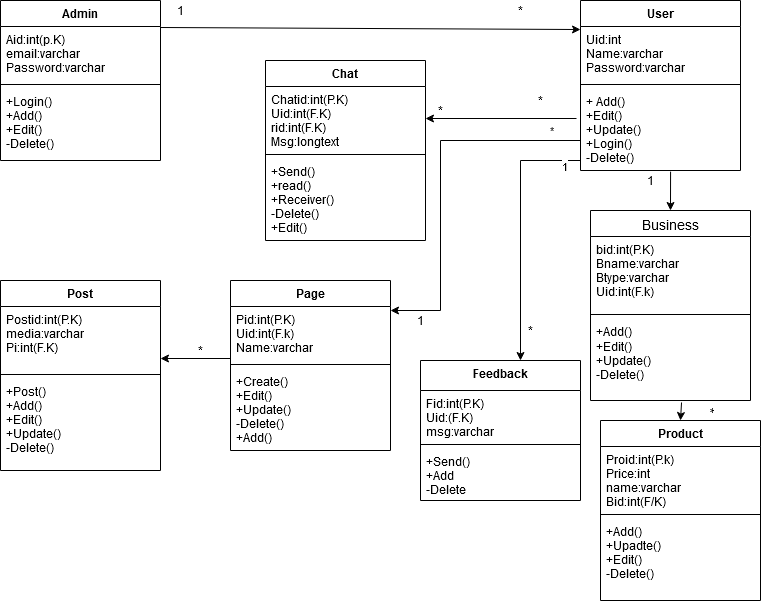 Admin
Aid:int(p.K)
email:varchar
Password:varchar
+Login()
+Add()
+Edit()
-Delete()
1
*
User
Uid:int
Name:varchar
Password:varchar
+ Add()
+Edit()
+Update()
+Login()
-Delete()
Chat
Chatid:int(P.K)
Uid:int(F.K)
rid:int(F.K)
Msg:longtext
+Send()
+read()
+Receiver()
-Delete()
+Edit()
*
*
*
1
1
1
Business
bid:int(P.K)
Bname:varchar
Btype:varchar
Uid:int(F.k)
+Add()
+Edit()
+Update()
-Delete()
Post
Postid:int(P.K)
media:varchar
Pi:int(F.K)
+Post()
+Add()
+Edit()
+Update()
-Delete()
*
Page
Pid:int(P.K)
Uid:int(F.k)
Name:varchar
+Create()
+Edit()
+Update()
-Delete()
+Add()
*
Feedback
Fid:int(P.K)
Uid:(F.K)
msg:varchar
+Send()
+Add
-Delete
*
Product
Proid:int(P.k)
Price:int
name:varchar
Bid:int(F/K)
+Add()
+Upadte()
+Edit()
-Delete()